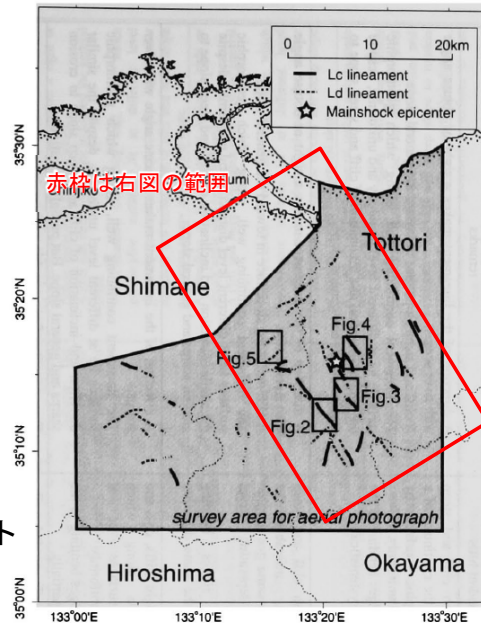 0 10 20km
Lc lineament
Ld lineament
Mainshock epicenter
35°30'N
赤枠は右図の範囲
Tottori
Shimane
35°20'N
Fig.4
Fig.5
Fig.3
Fig.2
35°10'N
survey area for aerial photograph
ト
Hiroshima
Okayama
35°00'N
133°00'E 133°10'E 133°20'E 133°30'E